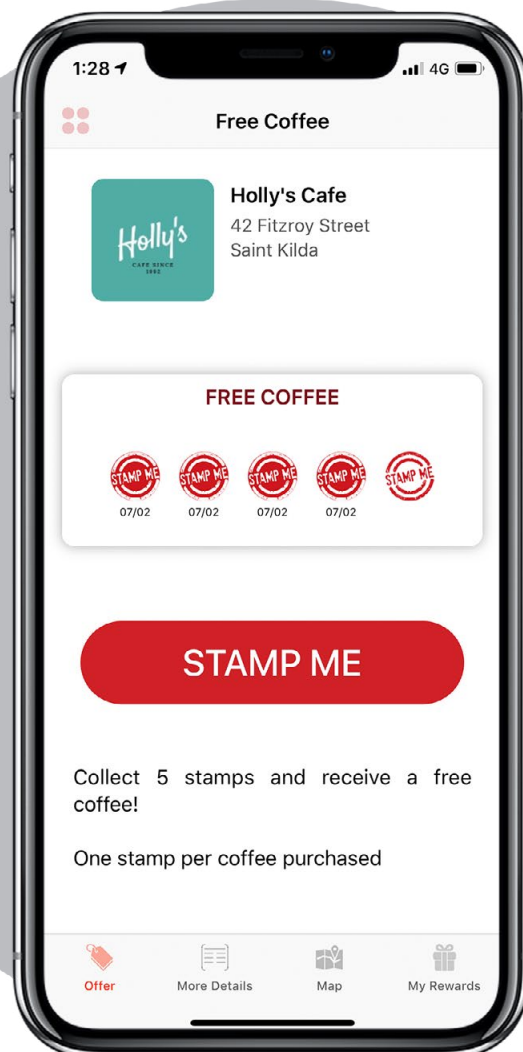 1:28
4G
Free Coffee
Holly's
CAFE SINCE
1992
Holly's Cafe
42 Fitzroy Street
Saint Kilda
FREE COFFEE
STAMP ME STAMP ME STAMP ME STAMP ME STAMP ME
07/02 07/02 07/02 07/02
STAMP ME
Collect 5 stamps and receive a free
coffee!
One stamp per coffee purchased
Offer More Details Map My Rewards